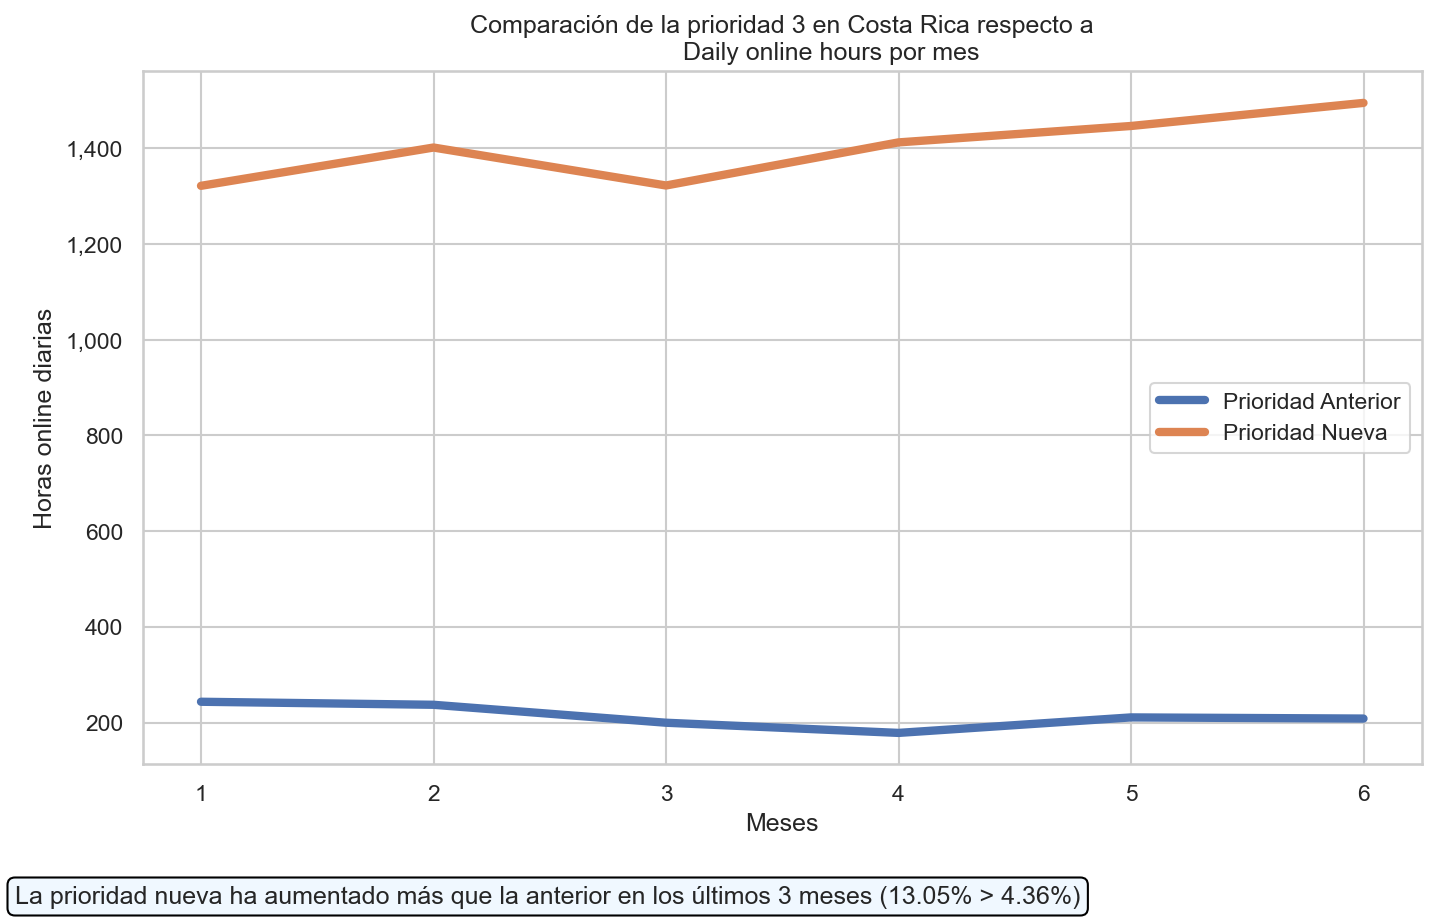 Comparación de la prioridad 3 en Costa Rica respecto a
Daily online hours por mes
Horas online diarias
1,400
1,200
1,000
800
600
400
200
Prioridad Anterior
Prioridad Nueva
1 2 3 4 5 6
Meses
La prioridad nueva ha aumentado más que la anterior en los últimos 3 meses (13.05% > 4.36%)